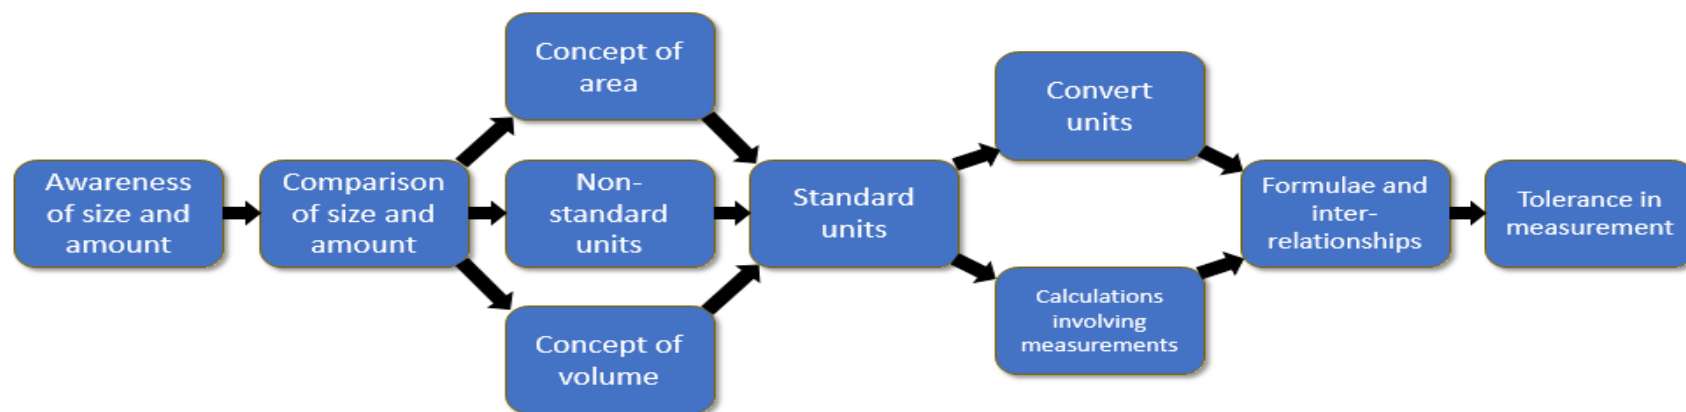 Awareness
of size and
amount
Comparison
of size and
amount
Concept of
area
Non-
standard
units
Concept of
volume
Standard
units
Convert
units
Calculations
involving
measurements
Formulae and
inter-
relationships
Tolerance in
measurement